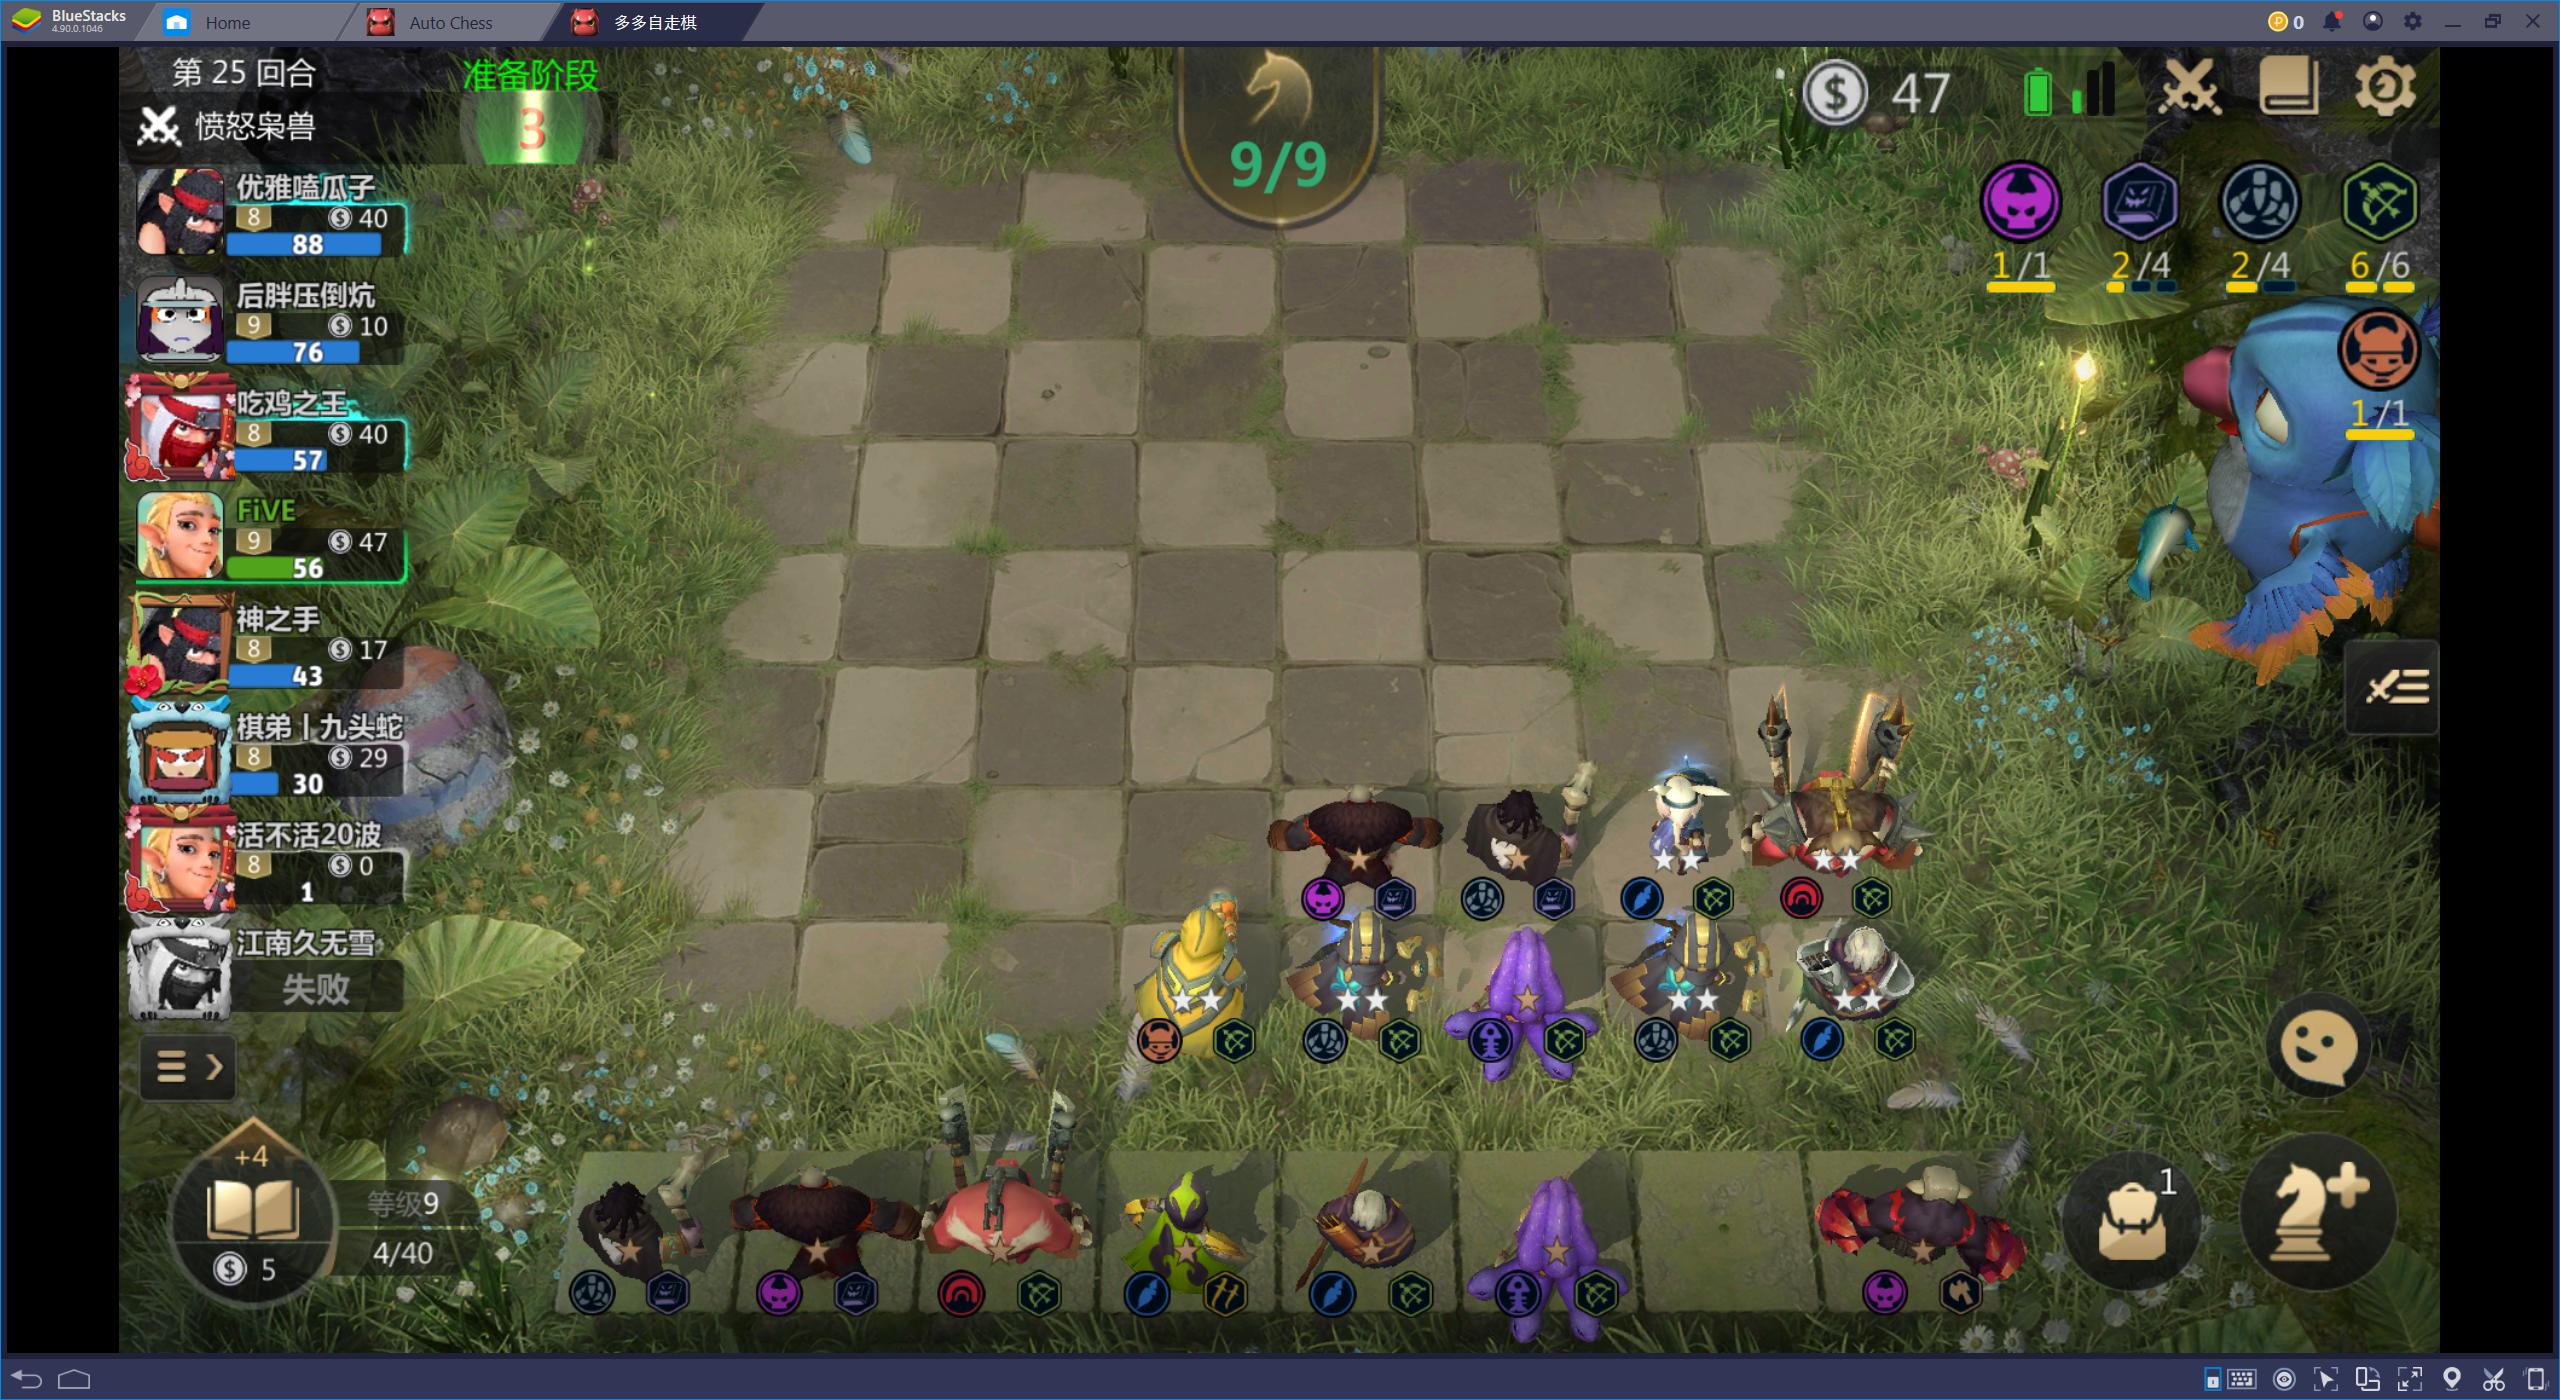 BlueStacks
4.90.0.1046
Home
Auto Chess
多多自走棋
0
第 25 回合
准备阶段
愤怒枭兽
3
9/9
47
优雅嗑瓜子
8 40
88
后胖压倒炕
9 10
76
吃鸡之王
8 40
57
FiVE
9 47
56
神之手
8 17
43
棋弟丨九头蛇
8 29
30
活不活20波
8 0
1
江南久无雪
失败
1/1
2/4
2/4
6/6
1/1
+4
5
等级9
4/40
1